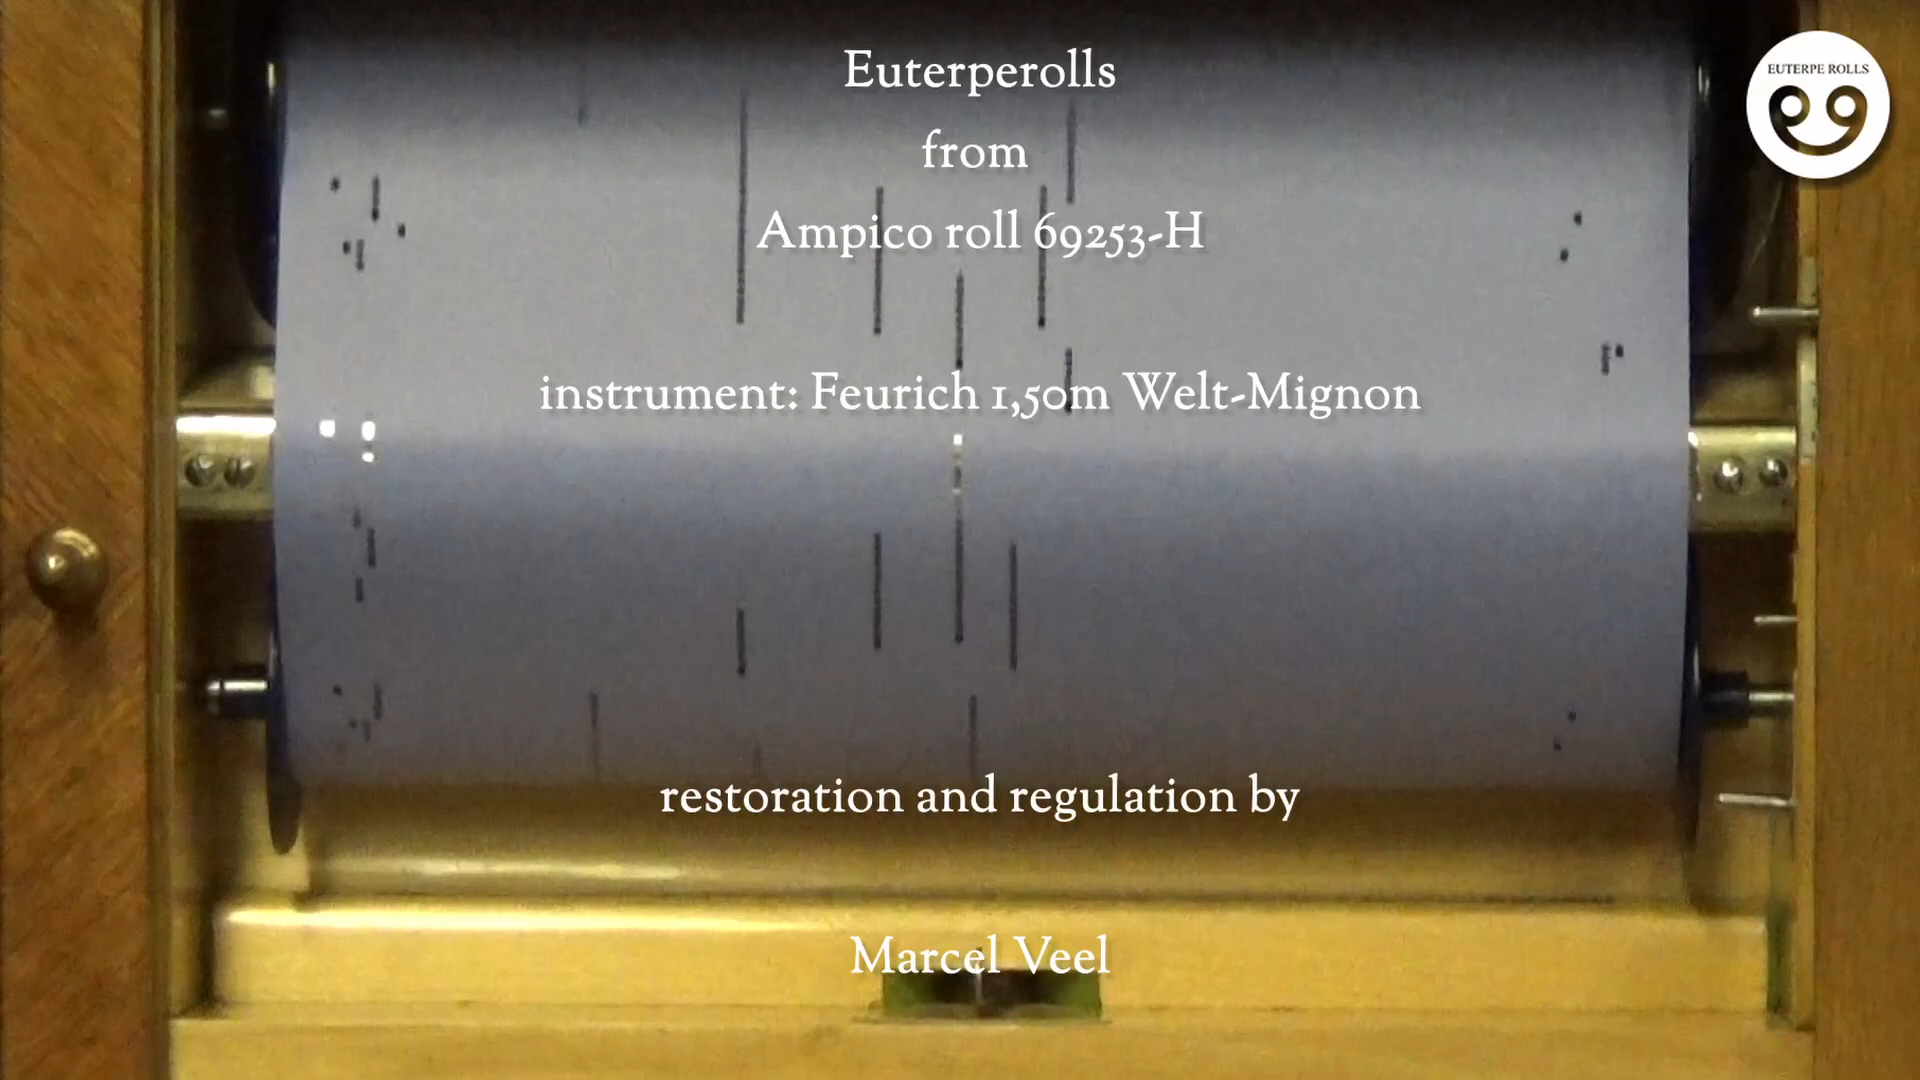 Euterperolls
EUTERPE ROLLS
from
Ampico roll 69253-H
instrument: Feurich 1,50m Welt-Mignon
restoration and regulation by
Marcel Veel